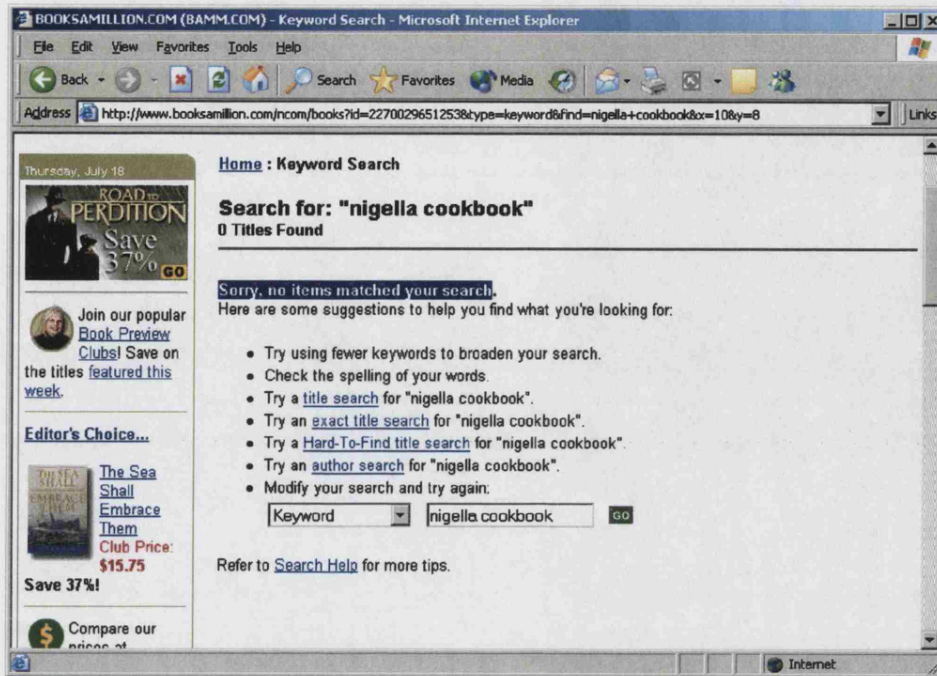 BOOKSAMILLION.COM (BAMM.COM) - Keyword Search - Microsoft Internet Explorer
File Edit View Favorites Tools Help
Back Search Favorites Media
Address http://www.booksamillion.com/ncom/books?id=2270029651253&type=keyword&find=nigella+cookbook&x=10&y=8 Links
Thursday, July 18
ROAD TO
PERDITION
Save
37%
GO
Join our popular
Book Preview
Clubs! Save on
the titles featured this
week.
Editor's Choice...
THE SEA
SHALL
EMBRACE
THEM
The Sea
Shall
Embrace
Them
Club Price:
$15.75
Save 37%!
$
Compare our
prices at
Home : Keyword Search
Search for: "nigella cookbook"
0 Titles Found
Sorry, no items matched your search.
Here are some suggestions to help you find what you're looking for:
• Try using fewer keywords to broaden your search.
• Check the spelling of your words.
• Try a title search for "nigella cookbook".
• Try an exact title search for "nigella cookbook".
• Try a Hard-To-Find title search for "nigella cookbook".
• Try an author search for "nigella cookbook".
• Modify your search and try again:
Keyword nigella cookbook GO
Refer to Search Help for more tips.
Internet